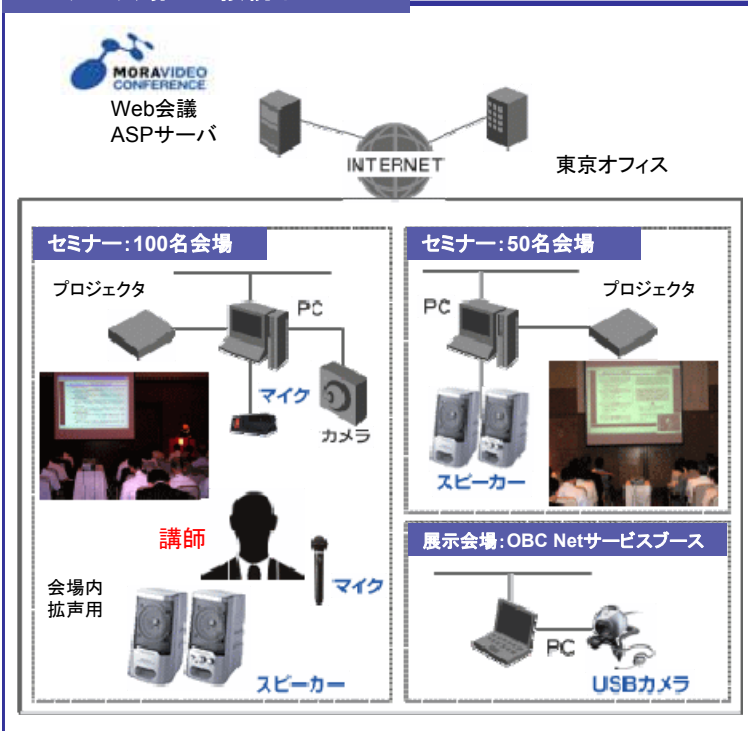 MORAVIDEO
CONFERENCE
Web会議
ASPサーバ
INTERNET
東京オフィス
セミナー:100名会場
プロジェクタ
PC
マイク
カメラ
講師
マイク
会場内
拡声用
スピーカー
セミナー:50名会場
プロジェクタ
PC
スピーカー
展示会場:OBC Netサービスブース
PC
USBカメラ